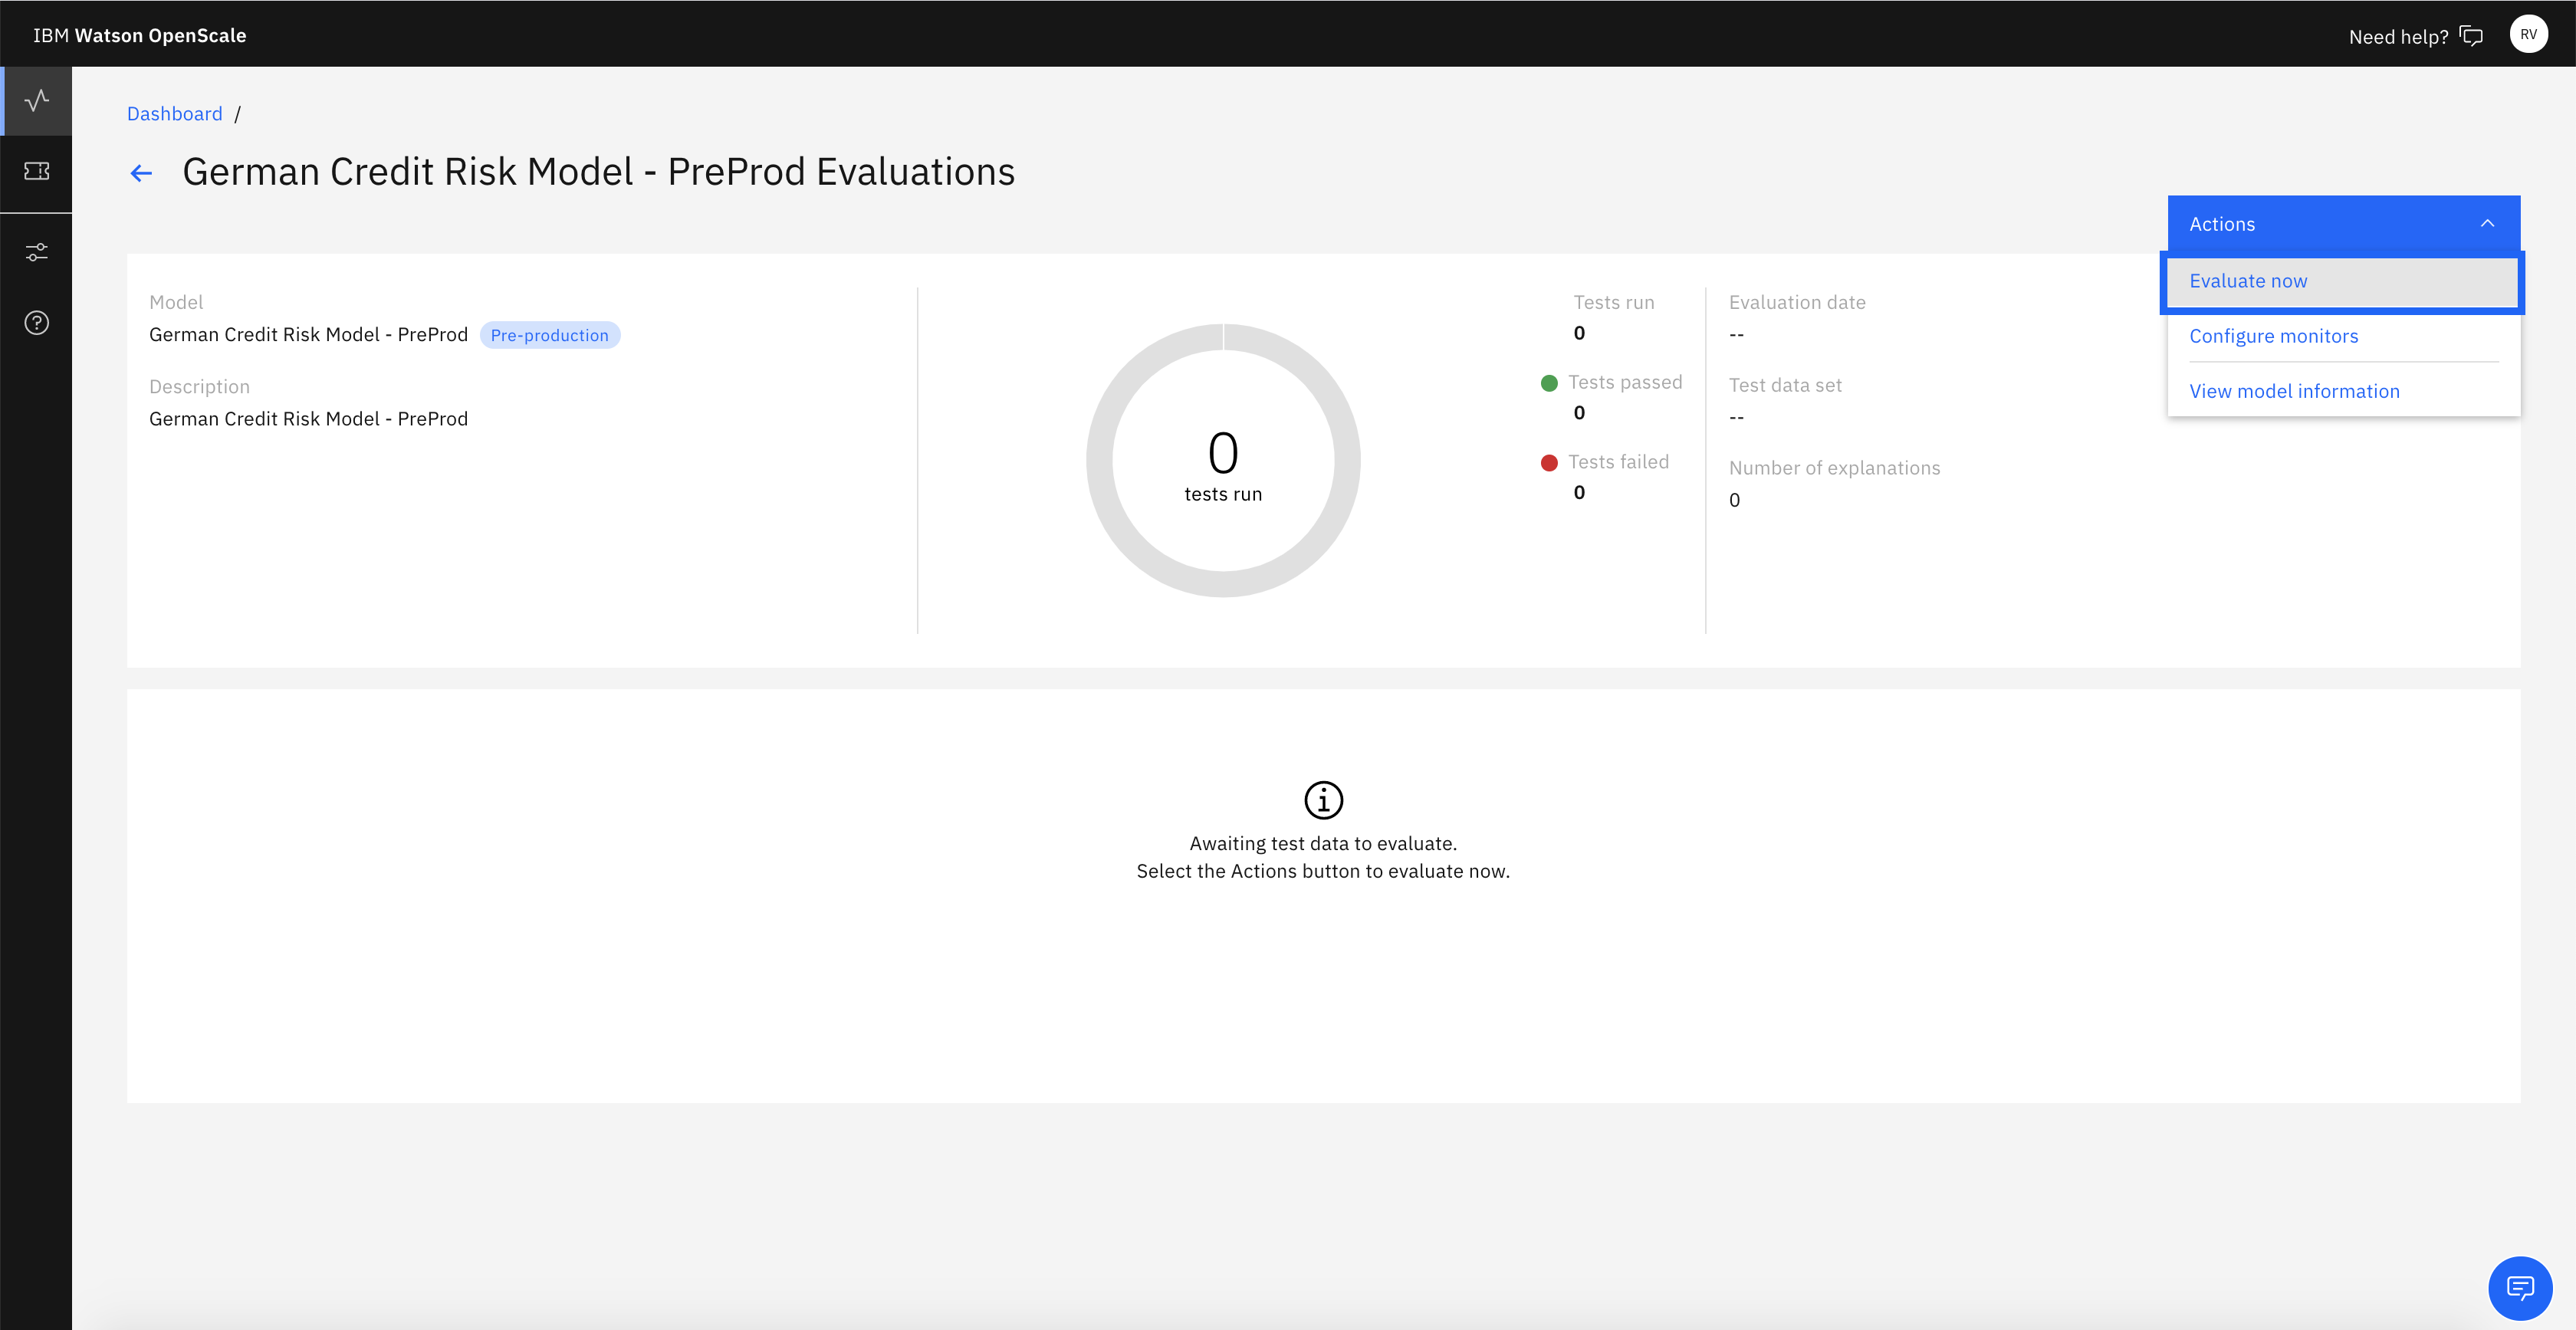 IBM Watson OpenScale
Need help?
RV
Dashboard /
German Credit Risk Model - PreProd Evaluations
Actions
Evaluate now
Configure monitors
View model information
Model
German Credit Risk Model - PreProd Pre-production
Description
German Credit Risk Model - PreProd
0
tests run
Tests run
0
Tests passed
0
Tests failed
0
Evaluation date
--
Test data set
--
Number of explanations
0
Awaiting test data to evaluate.
Select the Actions button to evaluate now.